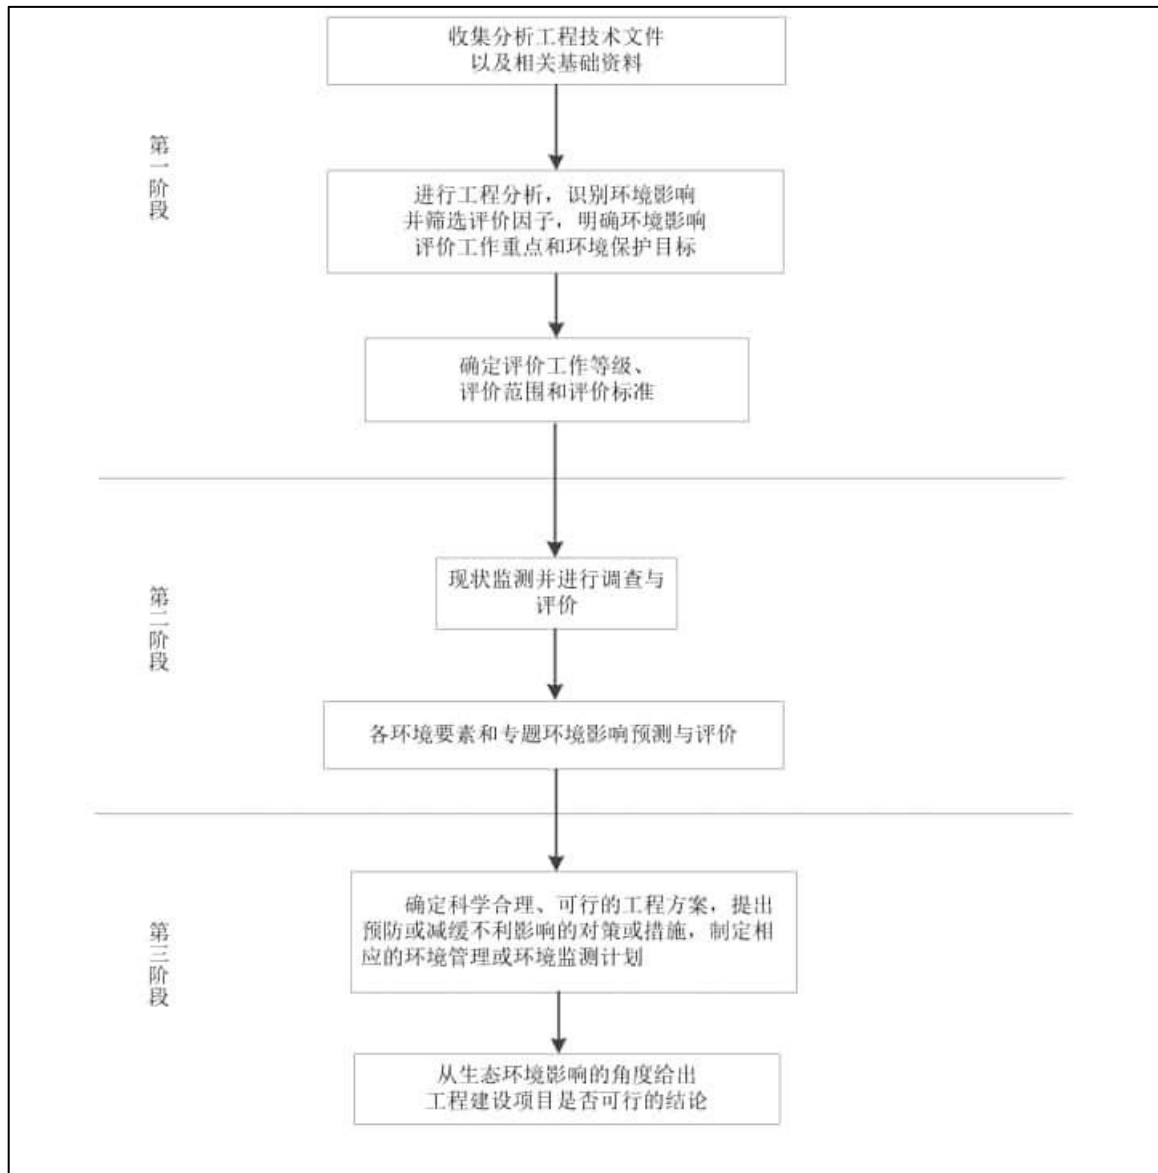 收集分析工程技术文件
以及相关基础资料
第一阶段
进行工程分析，识别环境影响
并筛选评价因子，明确环境影响
评价工作重点和环境保护目标
确定评价工作等级、
评价范围和评价标准
第二阶段
现状监测并进行调查与
评价
各环境要素和专题环境影响预测与评价
第三阶段
确定科学合理、可行的工程方案，提出
预防或减缓不利影响的对策或措施，制定相
应的环境管理或环境监测计划
从生态环境影响的角度给出
工程建设项目是否可行的结论